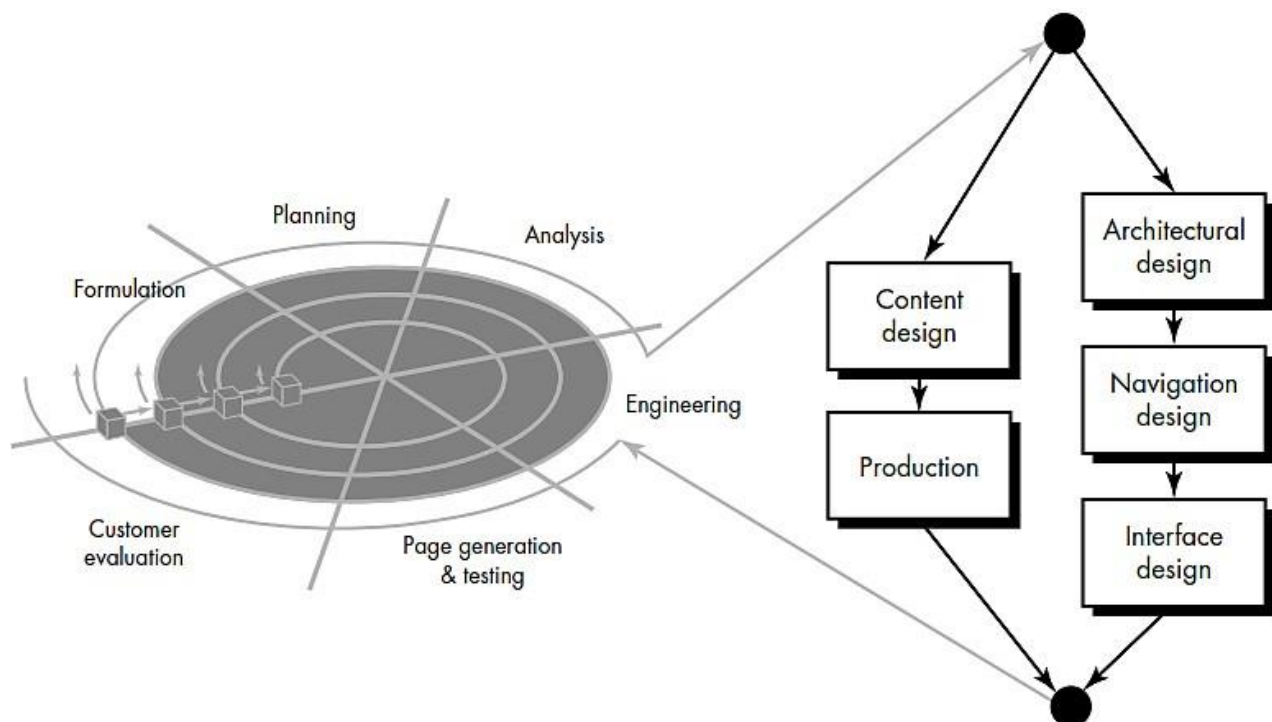 Planning
Analysis
Formulation
Engineering
Customer
evaluation
Page generation
& testing
Content
design
Production
Architectural
design
Navigation
design
Interface
design